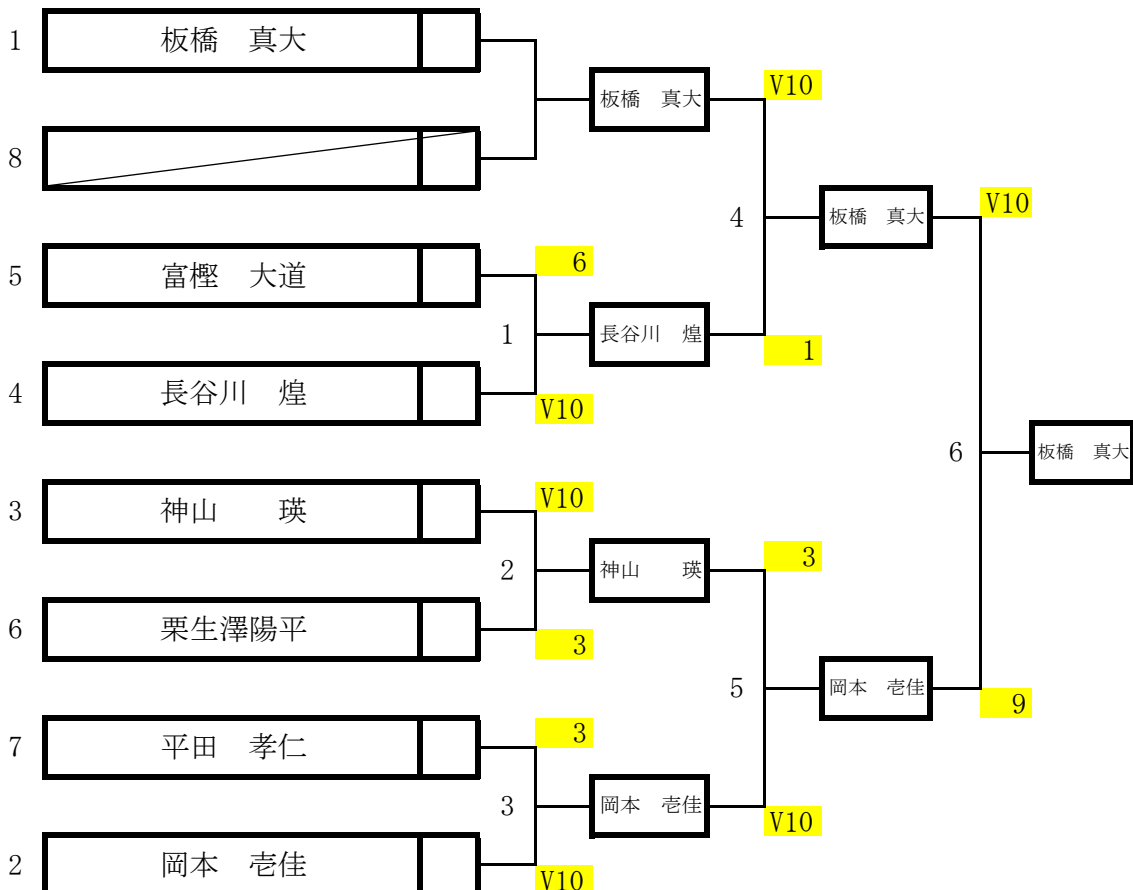 1 板橋　真大
板橋　真大 V10
8
4 板橋　真大 V10
5 富樫　大道 6
1 長谷川　煌 1
4 長谷川　煌 V10
6 板橋　真大
3 神山　　瑛 V10
2 神山　　瑛 3
6 栗生澤陽平 3
5 岡本　壱佳 9
7 平田　孝仁 3
3 岡本　壱佳 V10
2 岡本　壱佳 V10